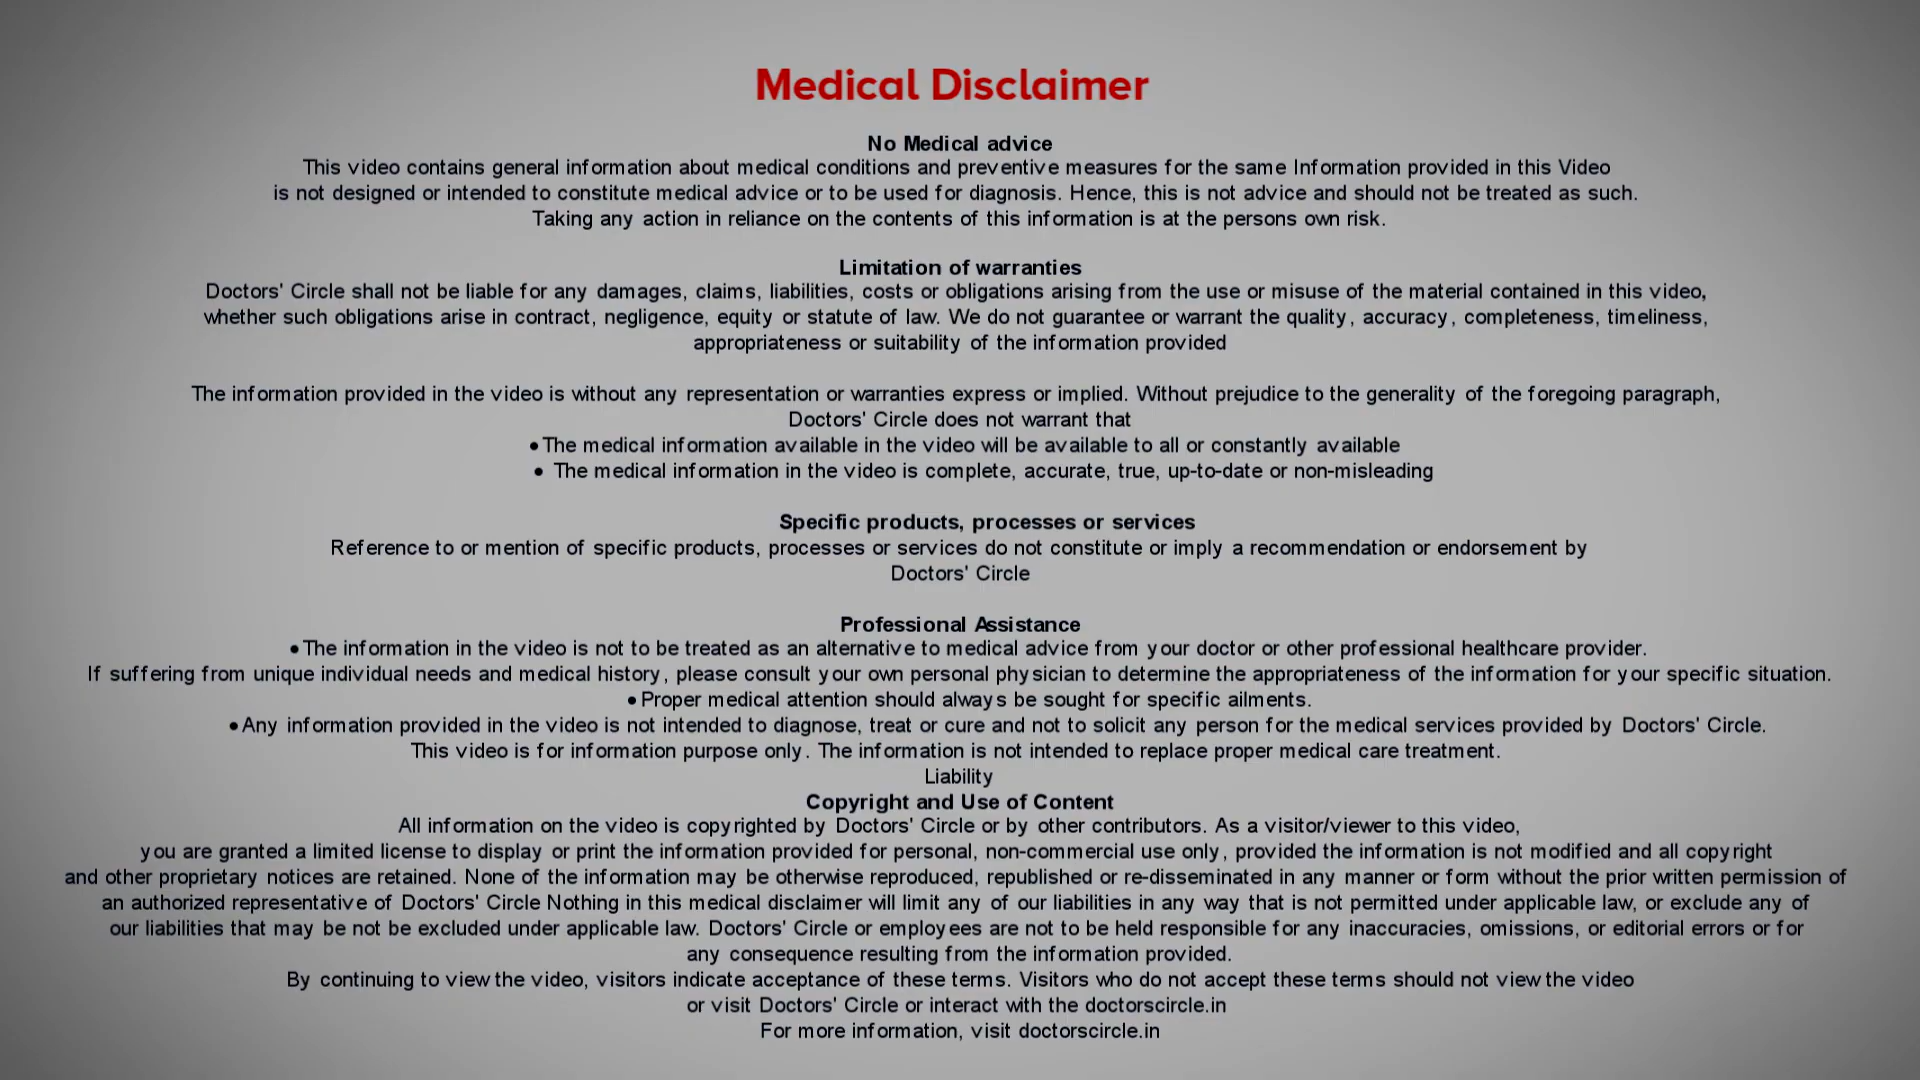 Medical Disclaimer
No Medical advice
This video contains general information about medical conditions and preventive measures for the same Information provided in this Video
is not designed or intended to constitute medical advice or to be used for diagnosis. Hence, this is not advice and should not be treated as such.
Taking any action in reliance on the contents of this information is at the persons own risk.
Limitation of warranties
Doctors' Circle shall not be liable for any damages, claims, liabilities, costs or obligations arising from the use or misuse of the material contained in this video,
whether such obligations arise in contract, negligence, equity or statute of law. We do not guarantee or warrant the quality, accuracy, completeness, timeliness,
appropriateness or suitability of the information provided
The information provided in the video is without any representation or warranties express or implied. Without prejudice to the generality of the foregoing paragraph,
Doctors' Circle does not warrant that
•The medical information available in the video will be available to all or constantly available
• The medical information in the video is complete, accurate, true, up-to-date or non-misleading
Specific products, processes or services
Reference to or mention of specific products, processes or services do not constitute or imply a recommendation or endorsement by
Doctors' Circle
Professional Assistance
•The information in the video is not to be treated as an alternative to medical advice from your doctor or other professional healthcare provider.
If suffering from unique individual needs and medical history, please consult your own personal physician to determine the appropriateness of the information for your specific situation.
•Proper medical attention should always be sought for specific ailments.
•Any information provided in the video is not intended to diagnose, treat or cure and not to solicit any person for the medical services provided by Doctors' Circle.
This video is for information purpose only. The information is not intended to replace proper medical care treatment.
Liability
Copyright and Use of Content
All information on the video is copyrighted by Doctors' Circle or by other contributors. As a visitor/viewer to this video,
you are granted a limited license to display or print the information provided for personal, non-commercial use only, provided the information is not modified and all copyright
and other proprietary notices are retained. None of the information may be otherwise reproduced, republished or re-disseminated in any manner or form without the prior written permission of
an authorized representative of Doctors' Circle Nothing in this medical disclaimer will limit any of our liabilities in any way that is not permitted under applicable law, or exclude any of
our liabilities that may be not be excluded under applicable law. Doctors' Circle or employees are not to be held responsible for any inaccuracies, omissions, or editorial errors or for
any consequence resulting from the information provided.
By continuing to view the video, visitors indicate acceptance of these terms. Visitors who do not accept these terms should not view the video
or visit Doctors' Circle or interact with the doctorscircle.in
For more information, visit doctorscircle.in